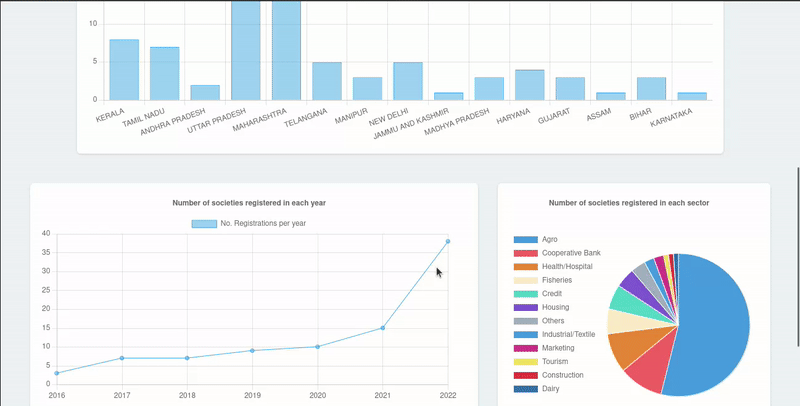 10
5
0
KERALA
TAMIL NADU
ANDHRA PRADESH
UTTAR PRADESH
MAHARASHTRA
TELANGANA
MANIPUR
NEW DELHI
JAMMU AND KASHMIR
MADHYA PRADESH
HARYANA
GUJARAT
ASSAM
BIHAR
KARNATAKA
Number of societies registered in each year
No. Registrations per year
40
35
30
25
20
15
10
5
0
2016 2017 2018 2019 2020 2021 2022
Number of societies registered in each sector
Agro
Cooperative Bank
Health/Hospital
Fisheries
Credit
Housing
Others
Industrial/Textile
Marketing
Tourism
Construction
Dairy